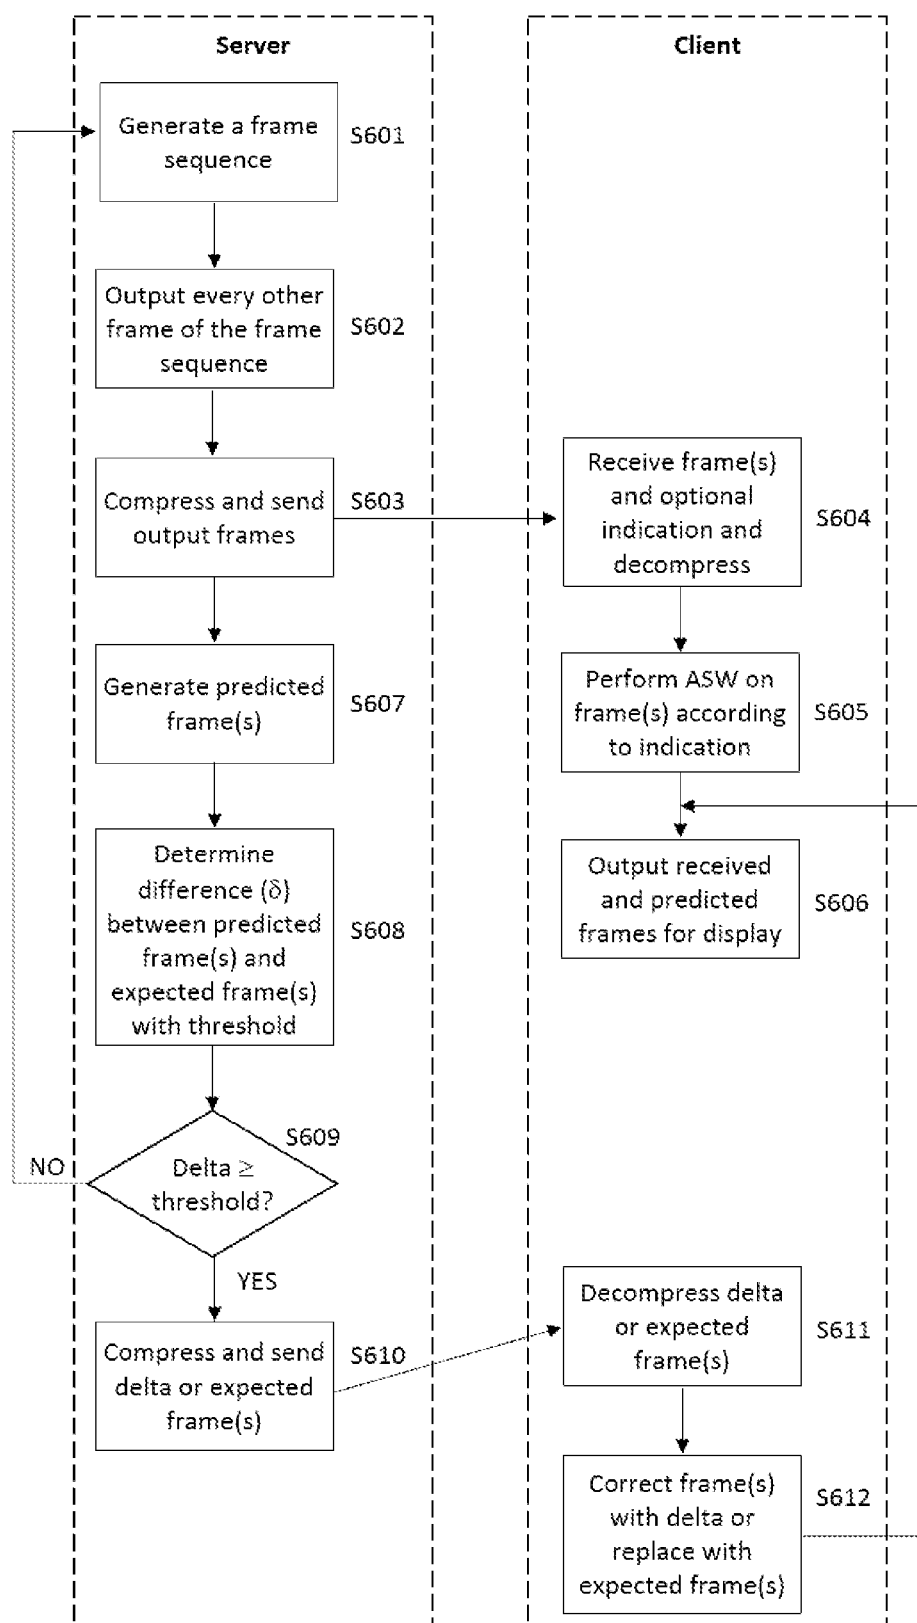 Server
Generate a frame
sequence
S601
Output every other
frame of the frame
sequence
S602
Compress and send
output frames
S603
Generate predicted
frame(s)
S607
Determine
difference (δ)
between predicted
frame(s) and
expected frame(s)
with threshold
S608
S609
Delta ≥
threshold?
NO
YES
Compress and send
delta or expected
frame(s)
S610
Client
Receive frame(s)
and optional
indication and
decompress
S604
Perform ASW on
frame(s) according
to indication
S605
Output received
and predicted
frames for display
S606
Decompress delta
or expected
frame(s)
S611
Correct frame(s)
with delta or
replace with
expected frame(s)
S612